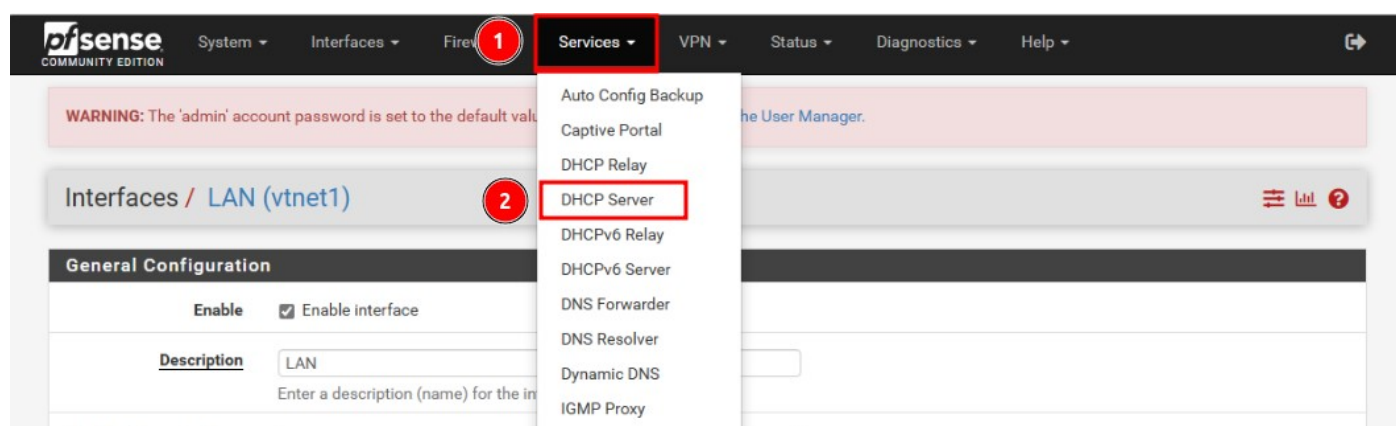 pfsense System Interfaces 1 Services VPN Status Diagnostics Help
COMMUNITY EDITION
Auto Config Backup
WARNING: The 'admin' account password is set to the default he User Manager.
Captive Portal
DHCP Relay
Interfaces / LAN (vtnet1)
2 DHCP Server
DHCPv6 Relay
General Configuration
DHCPv6 Server
Enable Enable interface
DNS Forwarder
DNS Resolver
Description LAN
Dynamic DNS
Enter a description (name) for the
IGMP Proxy